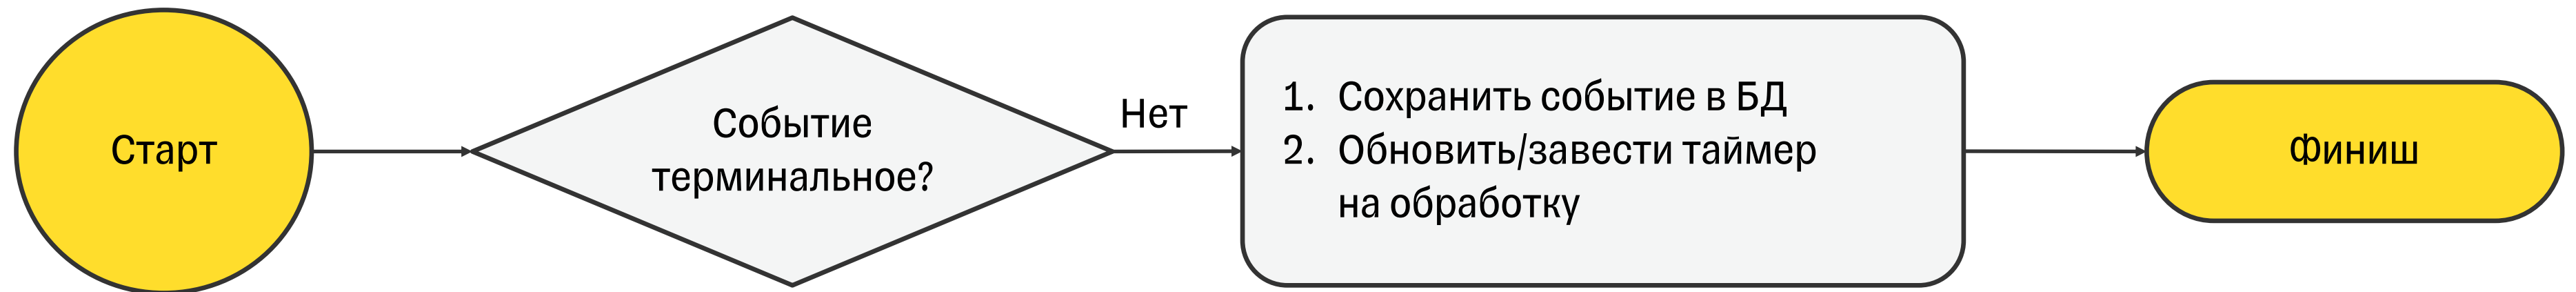 Старт
Событие
терминальное?
Нет
1. Сохранить событие в БД
2. Обновить/завести таймер
на обработку
Финиш